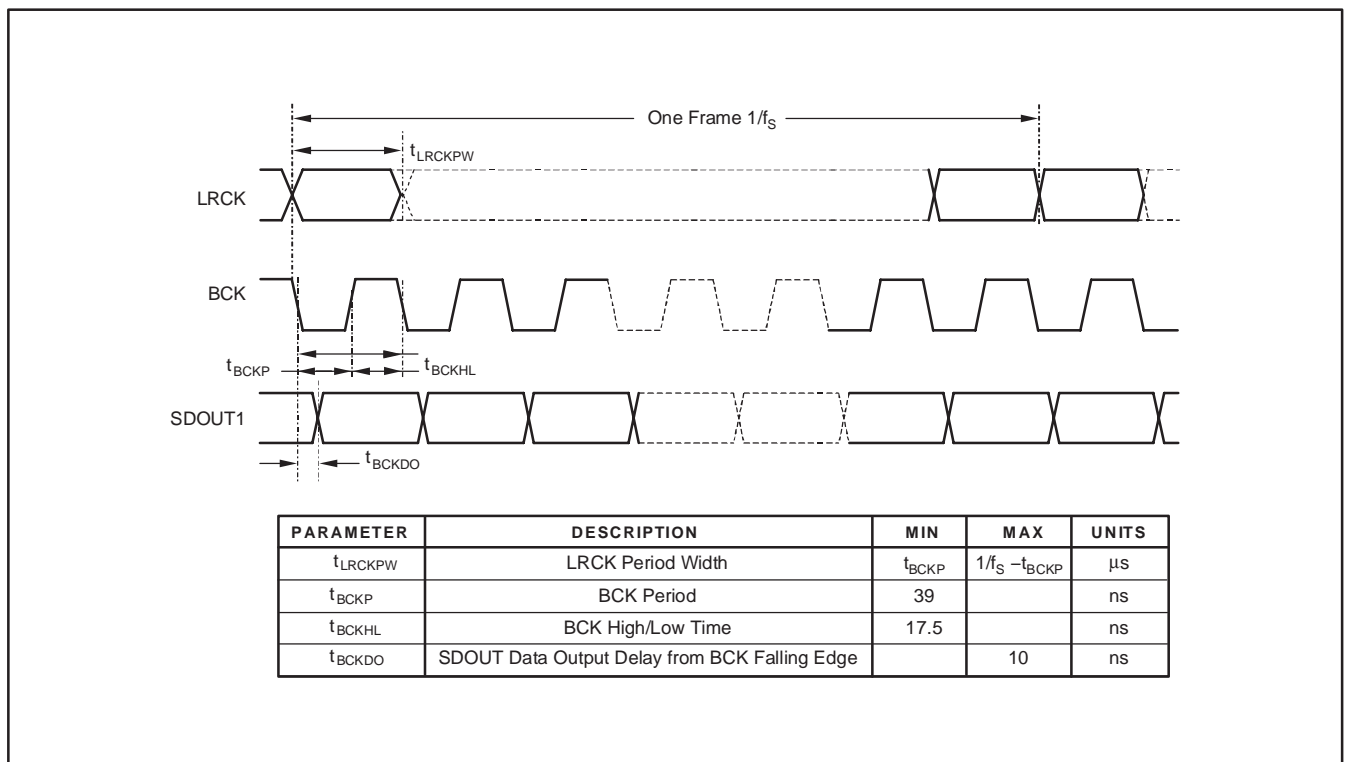 One Frame 1/fS
tLRCKPW
LRCK
BCK
tBCKP
tBCKHL
SDOUT1
tBCKDO
PARAMETER DESCRIPTION MIN MAX UNITS
tLRCKPW LRCK Period Width tBCKP 1/fS −tBCKP μs
tBCKP BCK Period 39 ns
tBCKHL BCK High/Low Time 17.5 ns
tBCKDO SDOUT Data Output Delay from BCK Falling Edge 10 ns